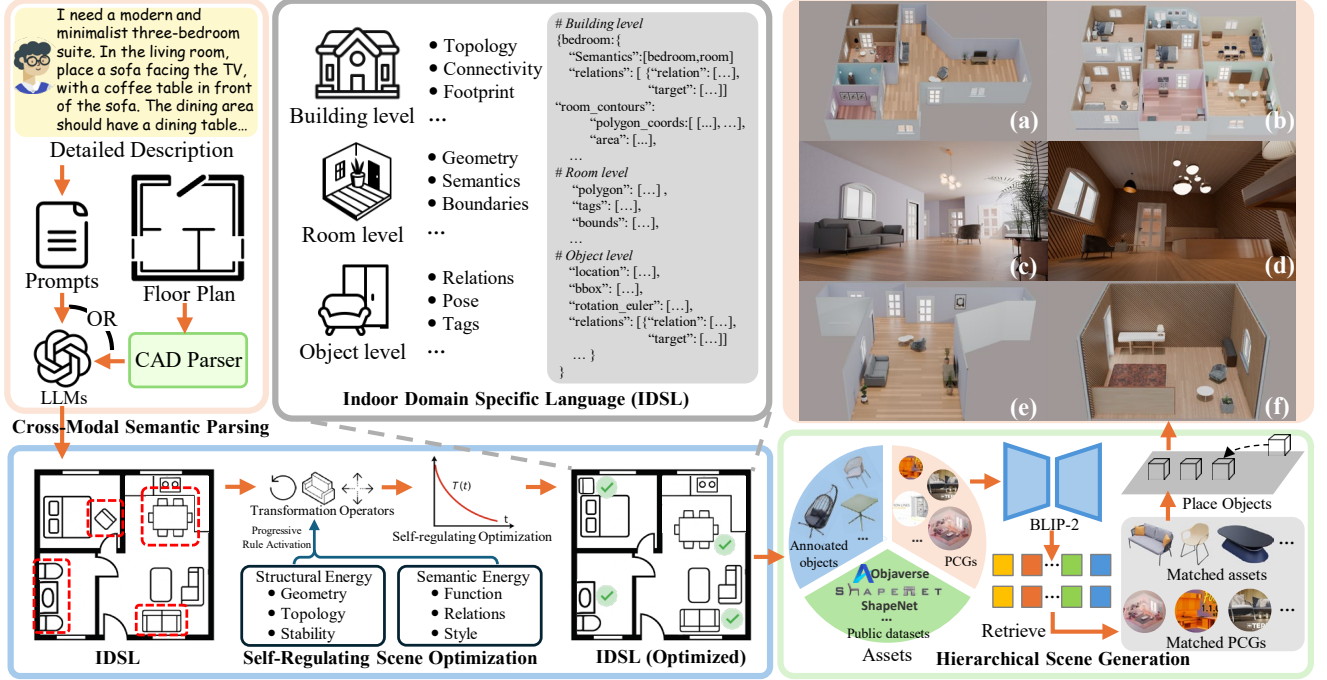 I need a modern and
minimalist three-bedroom
suite. In the living room,
place a sofa facing the TV,
with a coffee table in front
of the sofa. The dining area
should have a dining table…
Detailed Description
Prompts
Floor Plan
OR
CAD Parser
LLMs
Cross-Modal Semantic Parsing
Building level
• Topology
• Connectivity
• Footprint
...
Room level
• Geometry
• Semantics
• Boundaries
...
Object level
• Relations
• Pose
• Tags
...
# Building level
{bedroom:{
“Semantics”:[bedroom,room]
“relations”: [ {“relation”: […],
“target”: […]]
“room_contours”:
“polygon_coords:[ [...], …],
“area”: [...],
…
# Room level
“polygon”: […] ,
“tags”: […],
“bounds”: […],
…
# Object level
“location”: […],
“bbox”: […],
“rotation_euler”: […],
“relations”: [{“relation”: […],
“target”: […]]
… }
}
Indoor Domain Specific Language (IDSL)
(a)
(b)
(c)
(d)
(e)
(f)
IDSL
Transformation Operators
Progressive
Rule Activation
T(t)
t
Self-regulating Optimization
Structural Energy
• Geometry
• Topology
• Stability
Semantic Energy
• Function
• Relations
• Style
Self-Regulating Scene Optimization
IDSL (Optimized)
Annotated
objects
...
...
PCGs
Objaverse
SHAPENET
ShapeNet
...
Public datasets
Assets
BLIP-2
...
...
Retrieve
Place Objects
...
Matched assets
...
Matched PCGs
Hierarchical Scene Generation